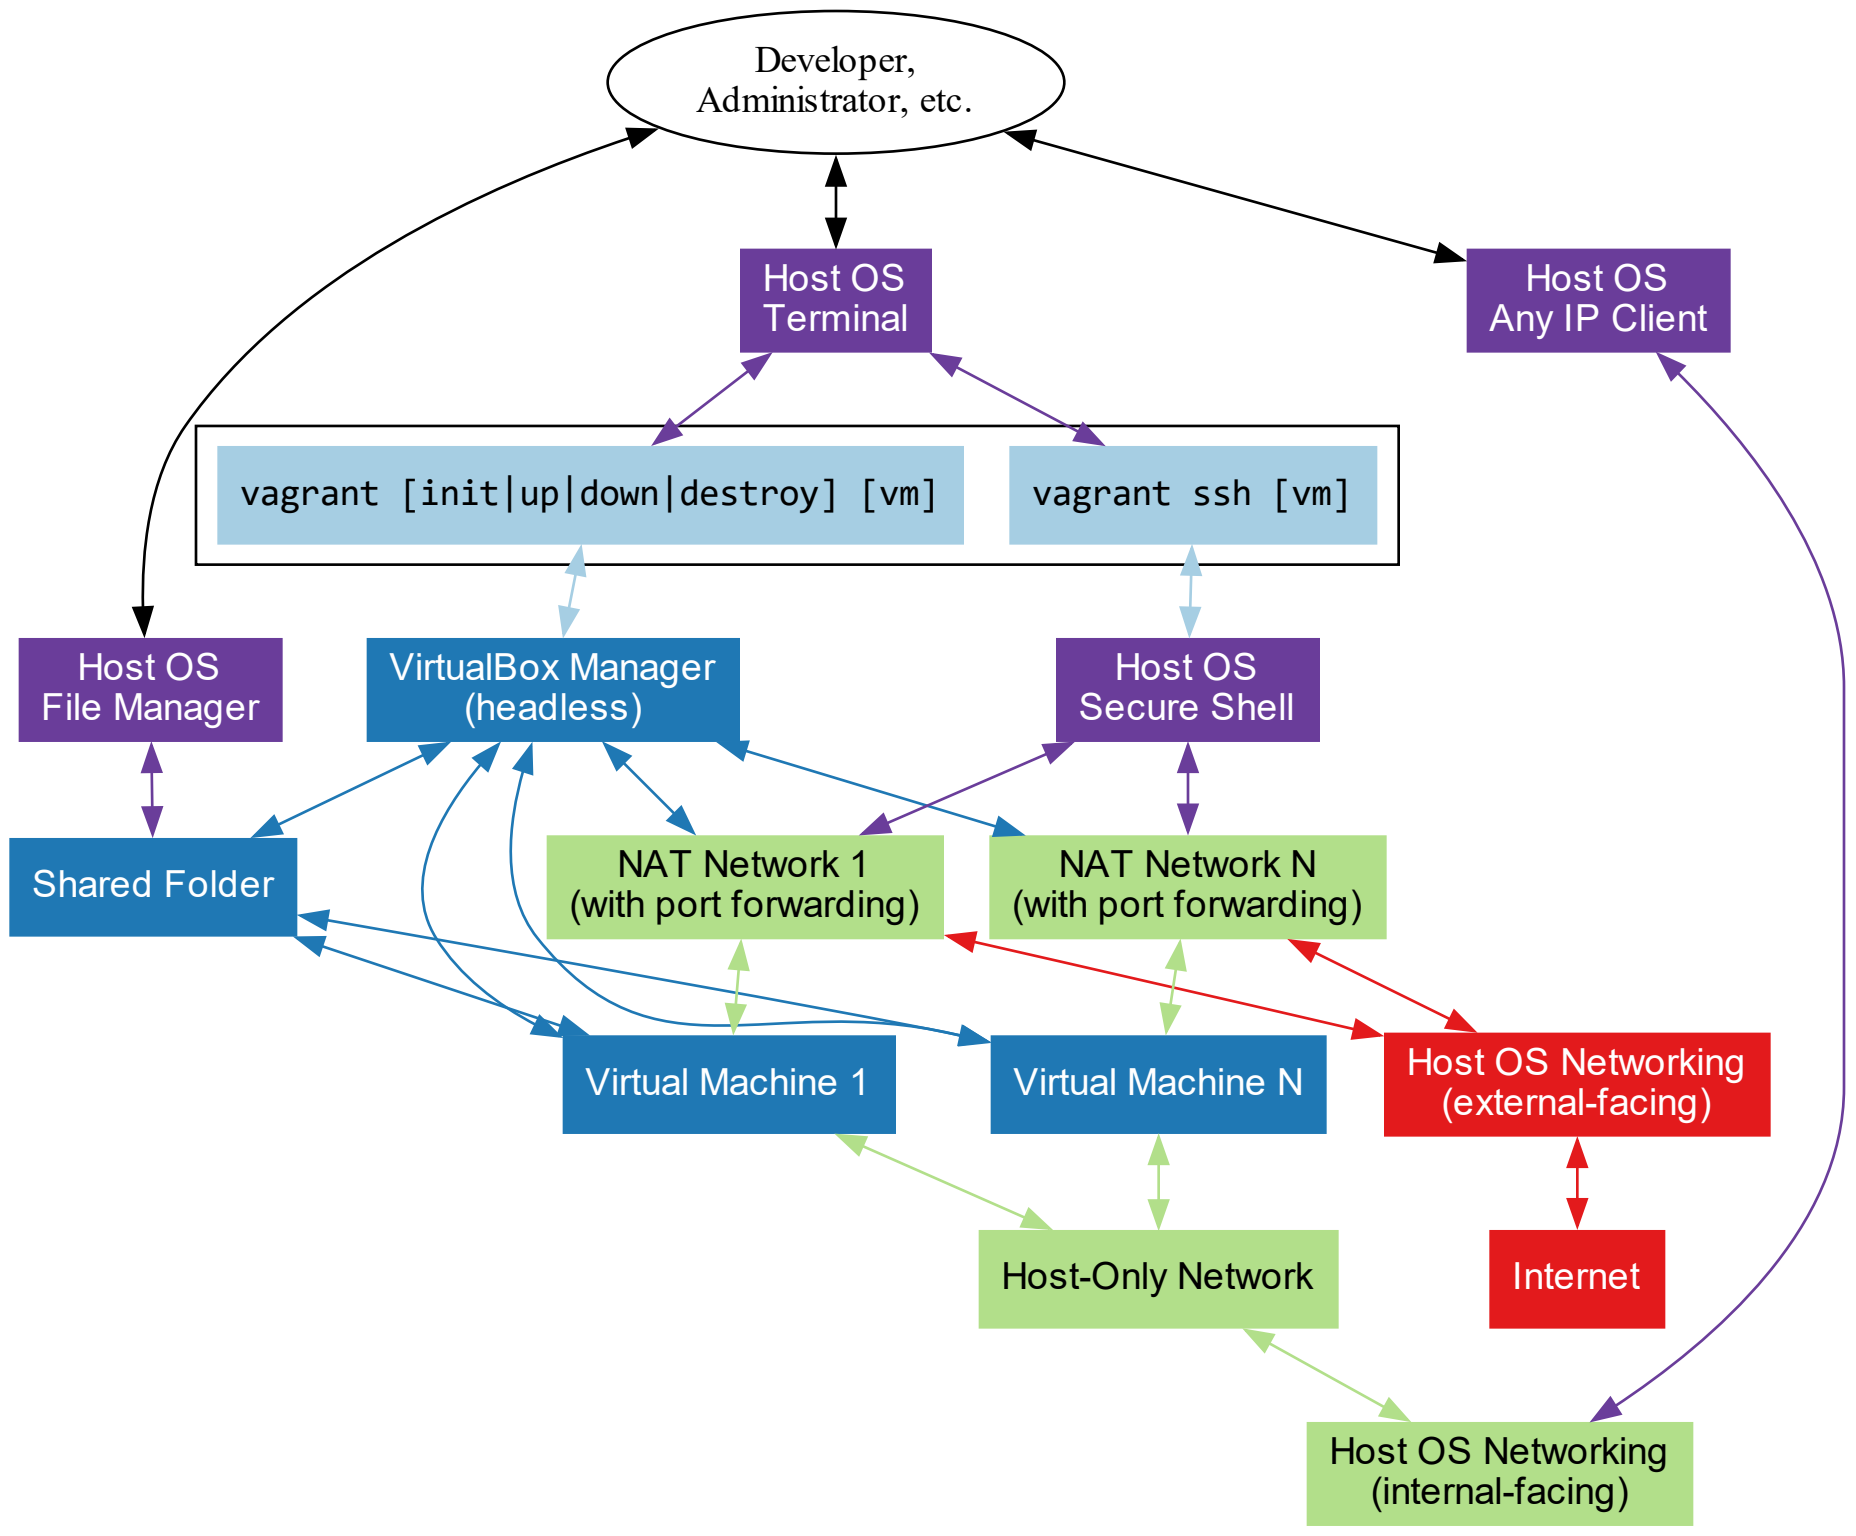 Developer,
Administrator, etc.
Host OS
Terminal
Host OS
Any IP Client
vagrant [init|up|down|destroy] [vm]
vagrant ssh [vm]
Host OS
File Manager
VirtualBox Manager
(headless)
Host OS
Secure Shell
Shared Folder
NAT Network 1
(with port forwarding)
NAT Network N
(with port forwarding)
Virtual Machine 1
Virtual Machine N
Host OS Networking
(external-facing)
Host-Only Network
Internet
Host OS Networking
(internal-facing)